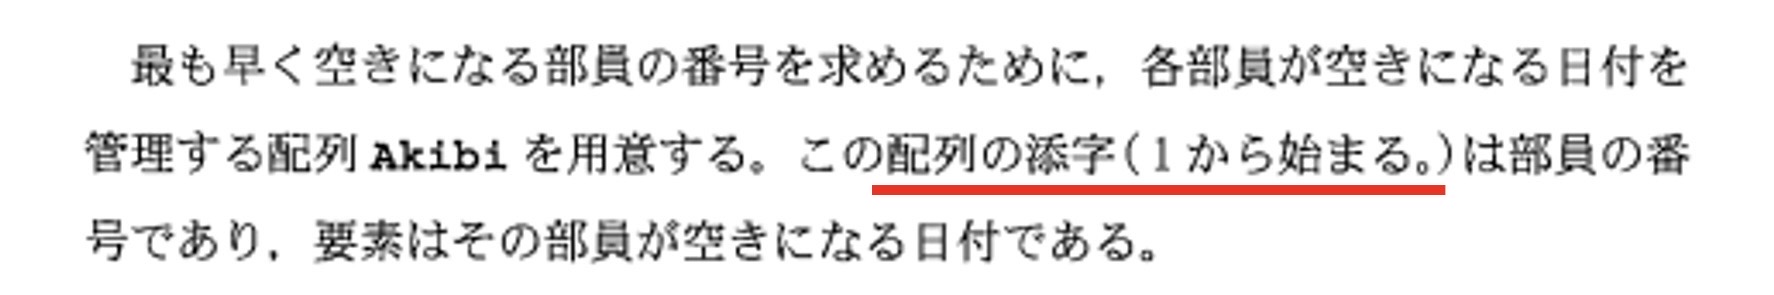 最も早く空きになる部員の番号を求めるために，各部員が空きになる日付を
管理する配列 Akibi を用意する。この配列の添字(1 から始まる。)は部員の番
号であり，要素はその部員が空きになる日付である。